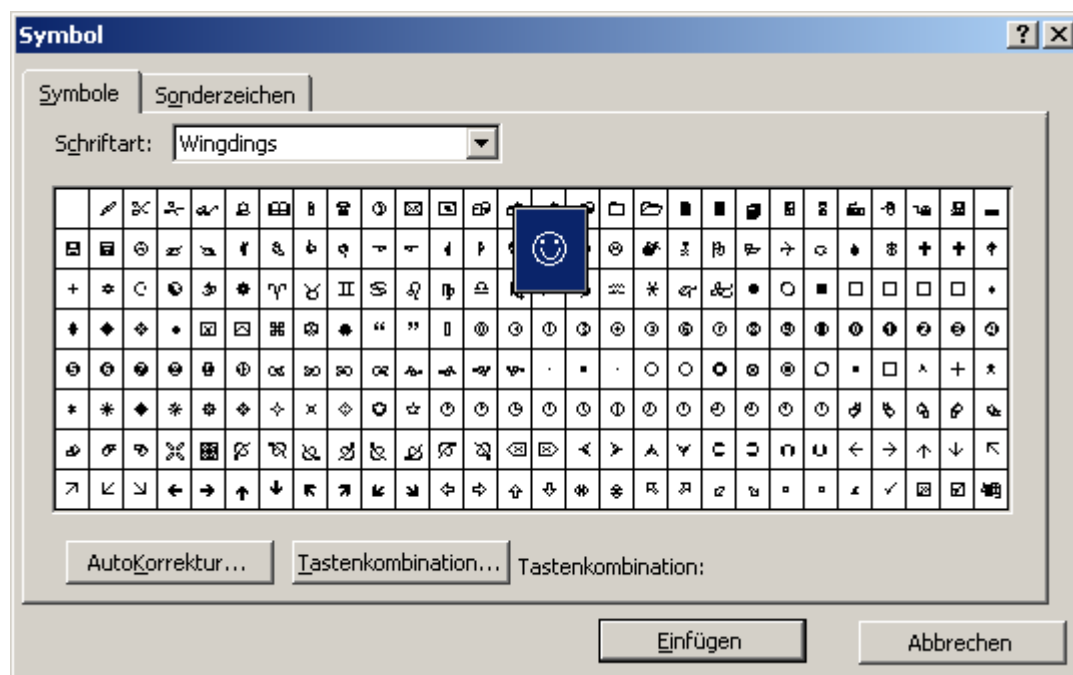 Symbol
Symbole Sonderzeichen
Schriftart: Wingdings
AutoKorrektur... Tastenkombination... Tastenkombination:
Einfügen Abbrechen